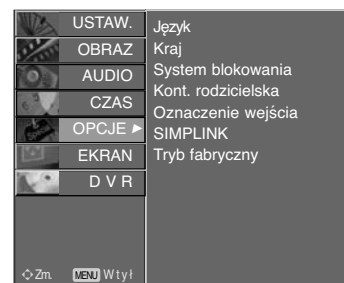 USTAW.
OBRAZ
AUDIO
CZAS
OPCJE
EKRAN
D V R
Język
Kraj
System blokowania
Kont. rodzicielska
Oznaczenie wejścia
SIMPLINK
Tryb fabryczny
Zm. MENU Wtył